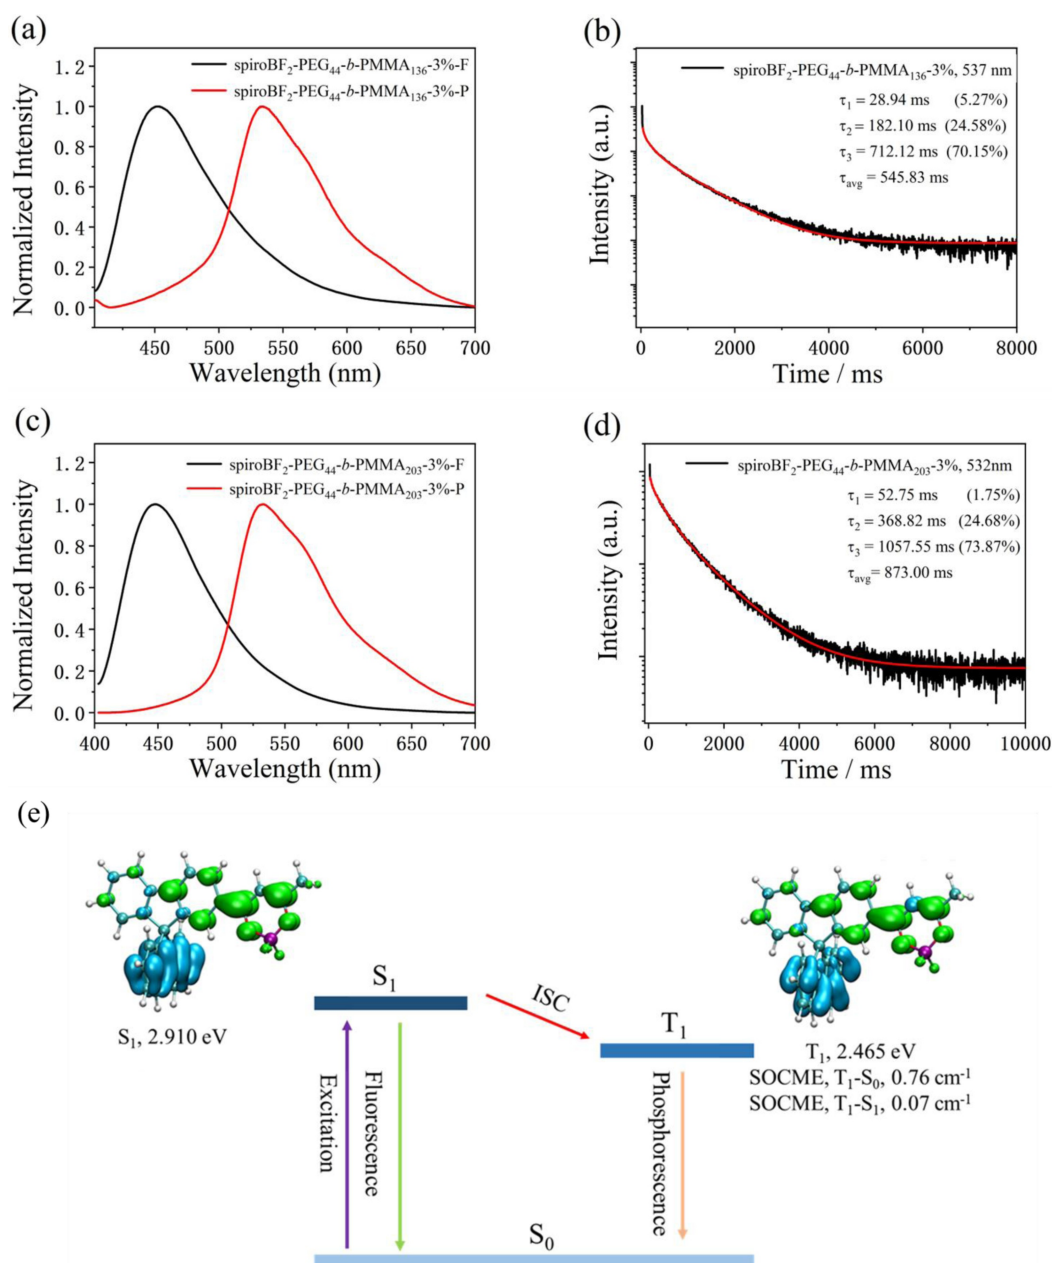 (a)
spiroBF₂-PEG₄₄-b-PMMA₁₃₆-3%-F
spiroBF₂-PEG₄₄-b-PMMA₁₃₆-3%-P
Normalized Intensity
1.2
1.0
0.8
0.6
0.4
0.2
0.0
450 500 550 600 650 700
Wavelength (nm)
(b)
spiroBF₂-PEG₄₄-b-PMMA₁₃₆-3%, 537 nm
τ₁ = 28.94 ms (5.27%)
τ₂ = 182.10 ms (24.58%)
τ₃ = 712.12 ms (70.15%)
τavg = 545.83 ms
Intensity (a.u.)
0 2000 4000 6000 8000
Time / ms
(c)
spiroBF₂-PEG₄₄-b-PMMA₂₀₃-3%-F
spiroBF₂-PEG₄₄-b-PMMA₂₀₃-3%-P
Normalized Intensity
1.2
1.0
0.8
0.6
0.4
0.2
0.0
400 450 500 550 600 650 700
Wavelength (nm)
(d)
spiroBF₂-PEG₄₄-b-PMMA₂₀₃-3%, 532nm
τ₁ = 52.75 ms (1.75%)
τ₂ = 368.82 ms (24.68%)
τ₃ = 1057.55 ms (73.87%)
τavg = 873.00 ms
Intensity (a.u.)
0 2000 4000 6000 8000 10000
Time / ms
(e)
S₁, 2.910 eV
S₁
ISC
T₁
T₁, 2.465 eV
SOCME, T₁-S₀, 0.76 cm⁻¹
SOCME, T₁-S₁, 0.07 cm⁻¹
Excitation
Fluorescence
Phosphorescence
S₀